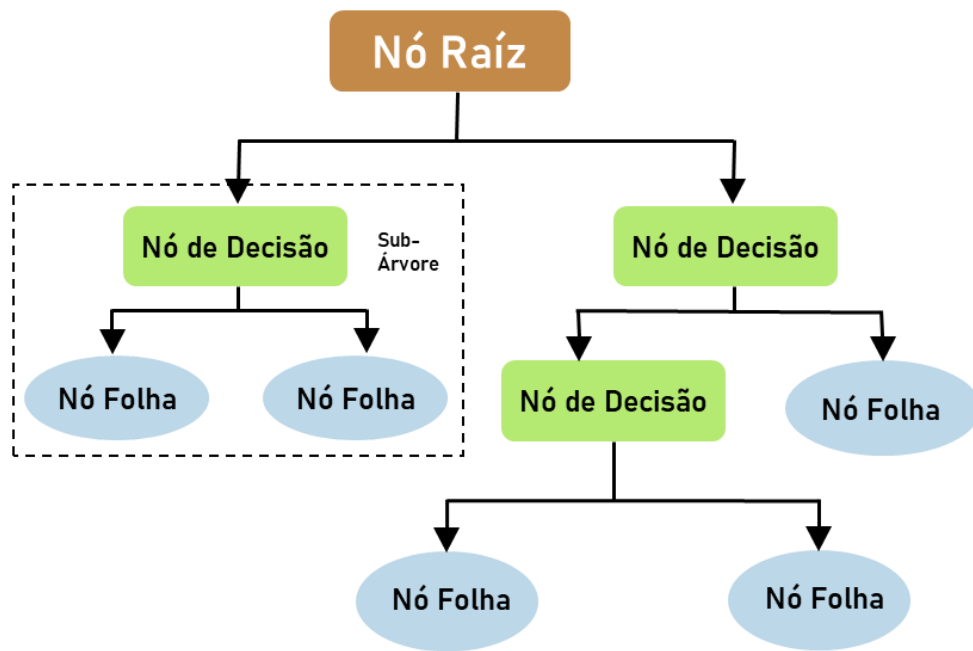 Nó Raíz
Nó de Decisão
Sub-
Árvore
Nó de Decisão
Nó Folha
Nó Folha
Nó de Decisão
Nó Folha
Nó Folha
Nó Folha